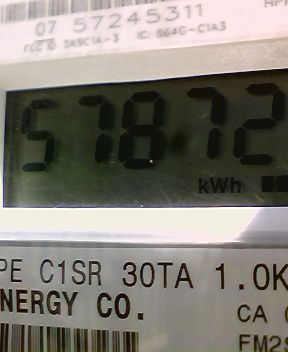 07 57245311
FCC ID: SK9C1A-3 IC: 864G-C1A3
57872
kWh
PE C1SR 30TA 1.0K
NERGY CO.
CA
FM2S